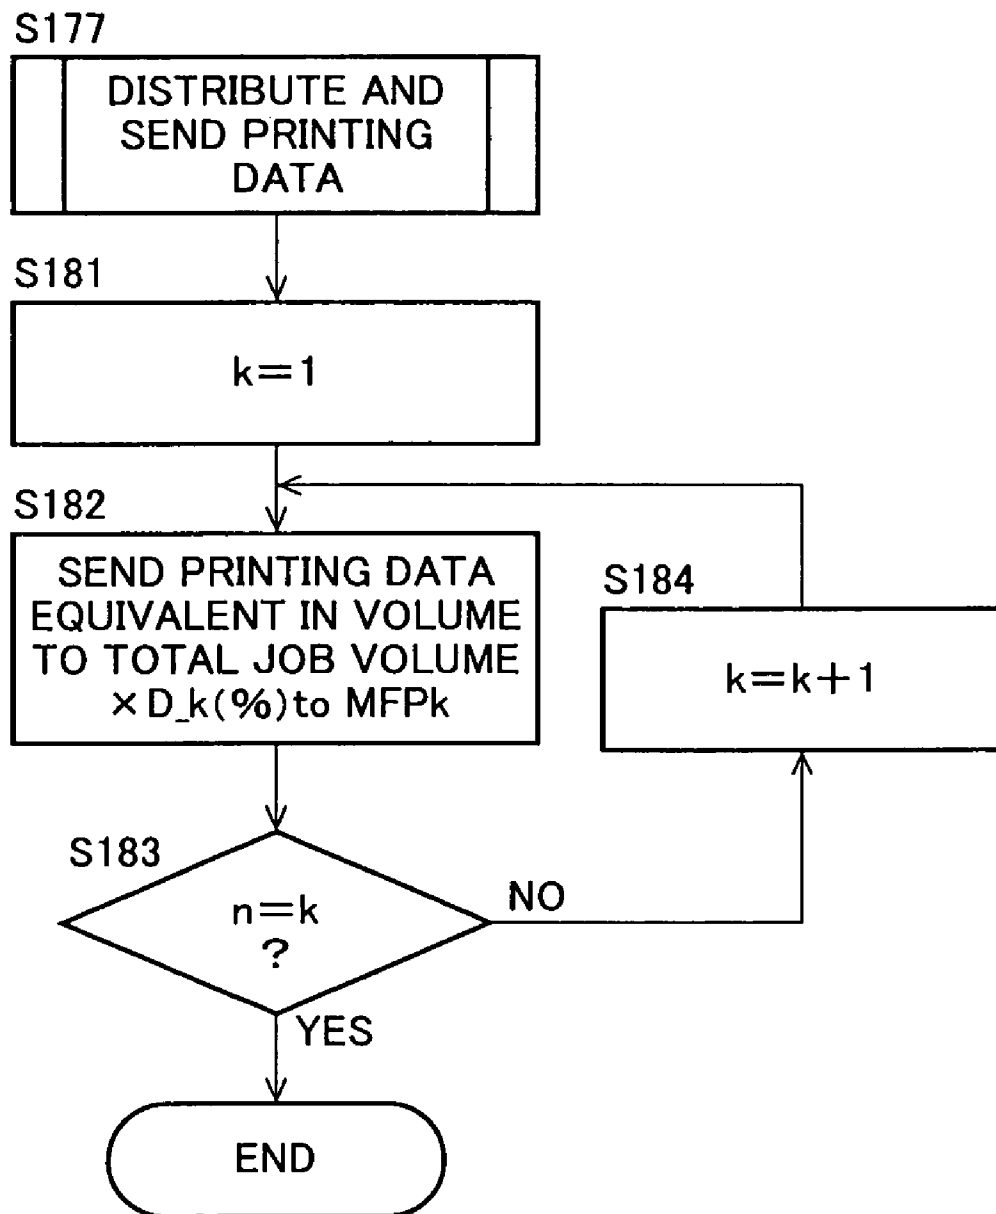 S177
DISTRIBUTE AND
SEND PRINTING
DATA
S181
k=1
S182
SEND PRINTING DATA
EQUIVALENT IN VOLUME
TO TOTAL JOB VOLUME
×D_k(%)to MFPk
S184
k=k+1
S183
n=k
?
NO
YES
END